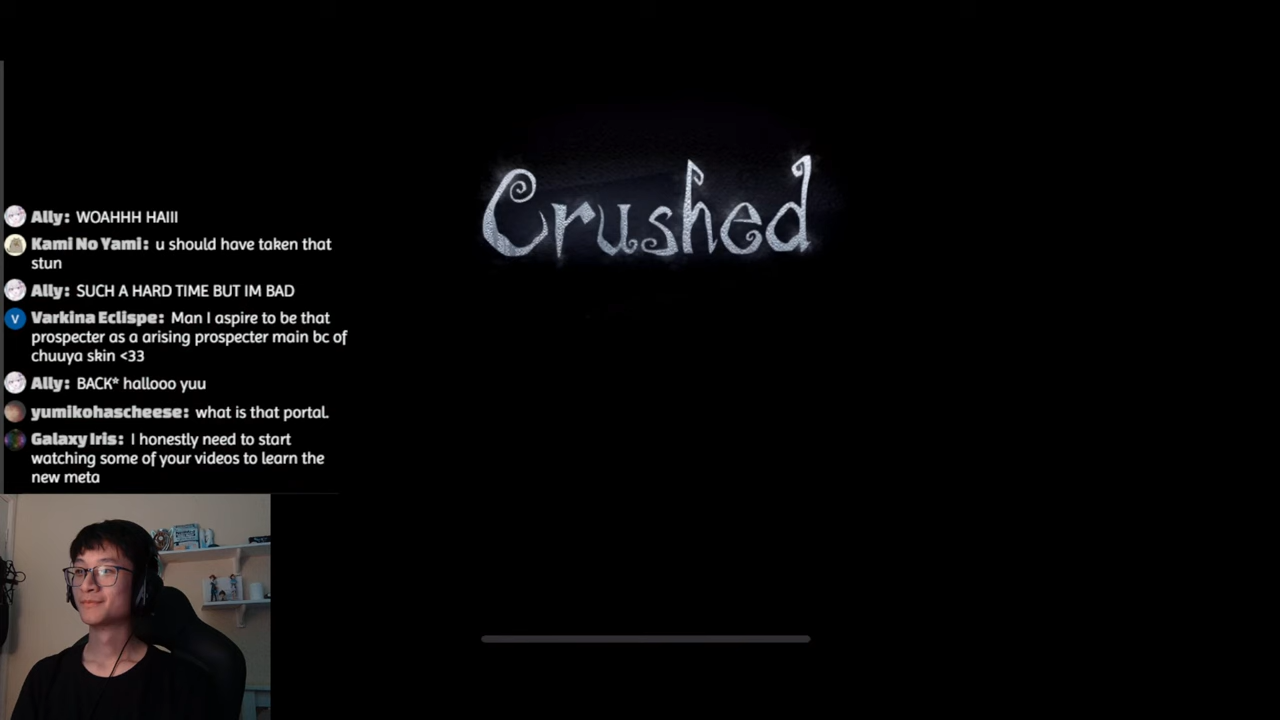 Crushed
Ally: WOAHHH HAIII
Kami No Yami: u should have taken that
stun
Ally: SUCH A HARD TIME BUT IM BAD
V Varkina Eclispe: Man I aspire to be that
prospecter as a arising prospecter main bc of
chuuya skin <33
Ally: BACK* hallooo yuu
yumikohascheese: what is that portal.
Galaxy Iris: I honestly need to start
watching some of your videos to learn the
new meta